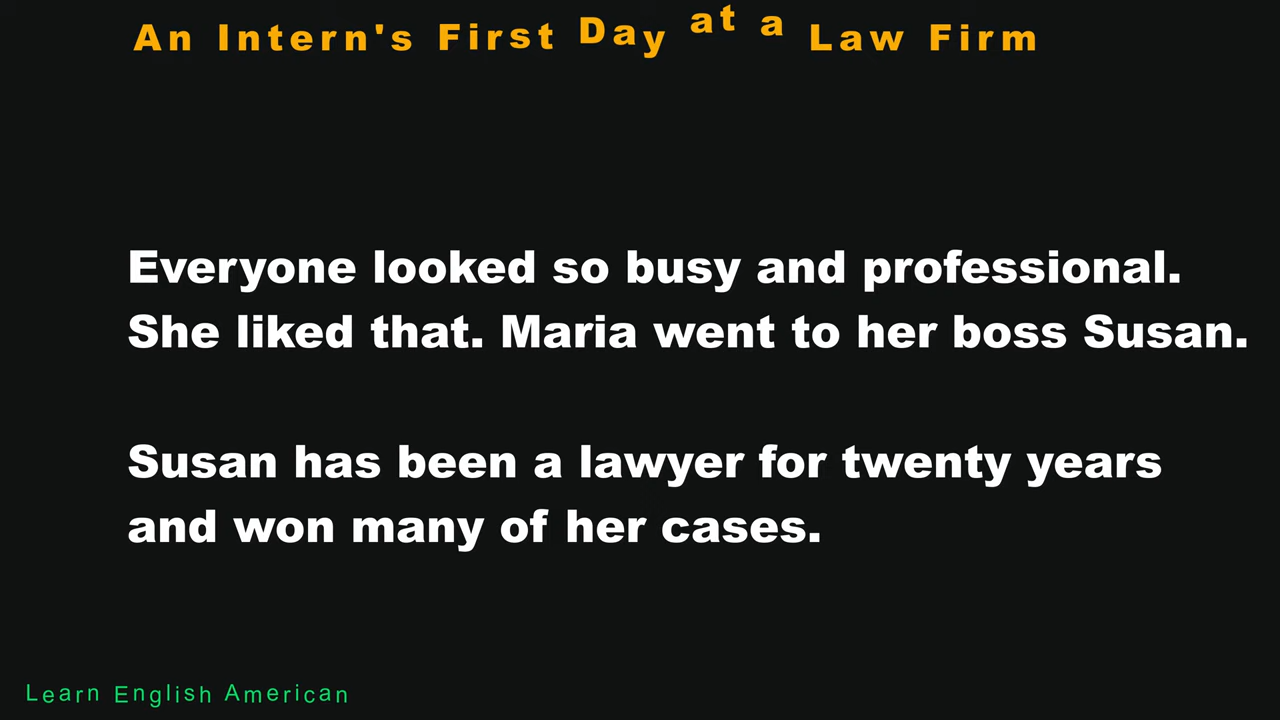 An Intern's First Day at a Law Firm
Everyone looked so busy and professional.
She liked that. Maria went to her boss Susan.
Susan has been a lawyer for twenty years
and won many of her cases.
Learn English American